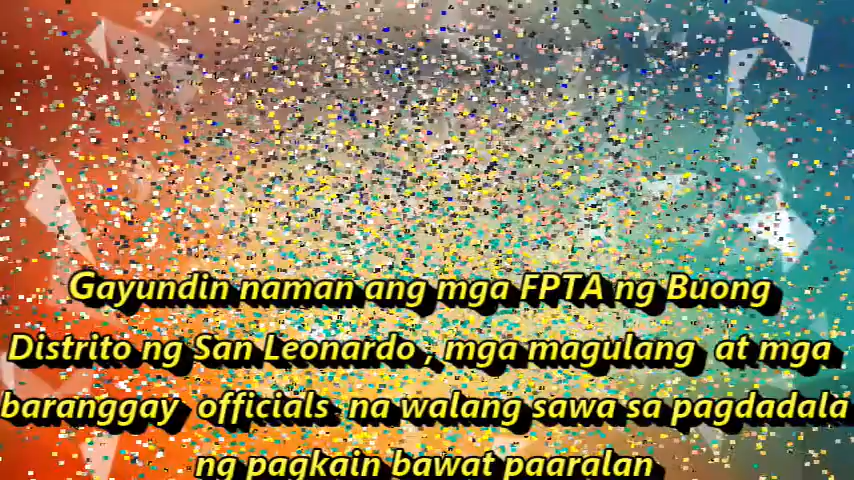 Gayundin naman ang mga FPTA ng Buong
Distrito ng San Leonardo , mga magulang at mga
baranggay officials na walang sawa sa pagdadala
ng pagkain bawat paaralan